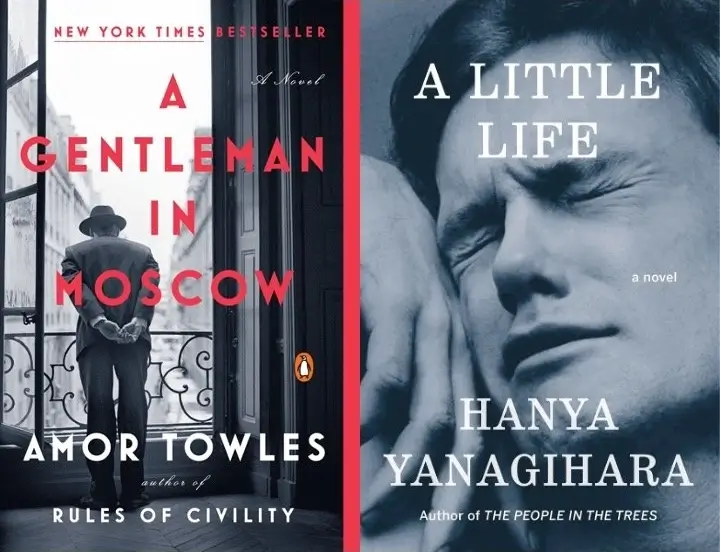 NEW YORK TIMES BESTSELLER
A Novel
A
GENTLEMAN
IN
MOSCOW
AMOR TOWLES
author of
RULES OF CIVILITY
A LITTLE
LIFE
a novel
HANYA
YANAGIHARA
Author of THE PEOPLE IN THE TREES